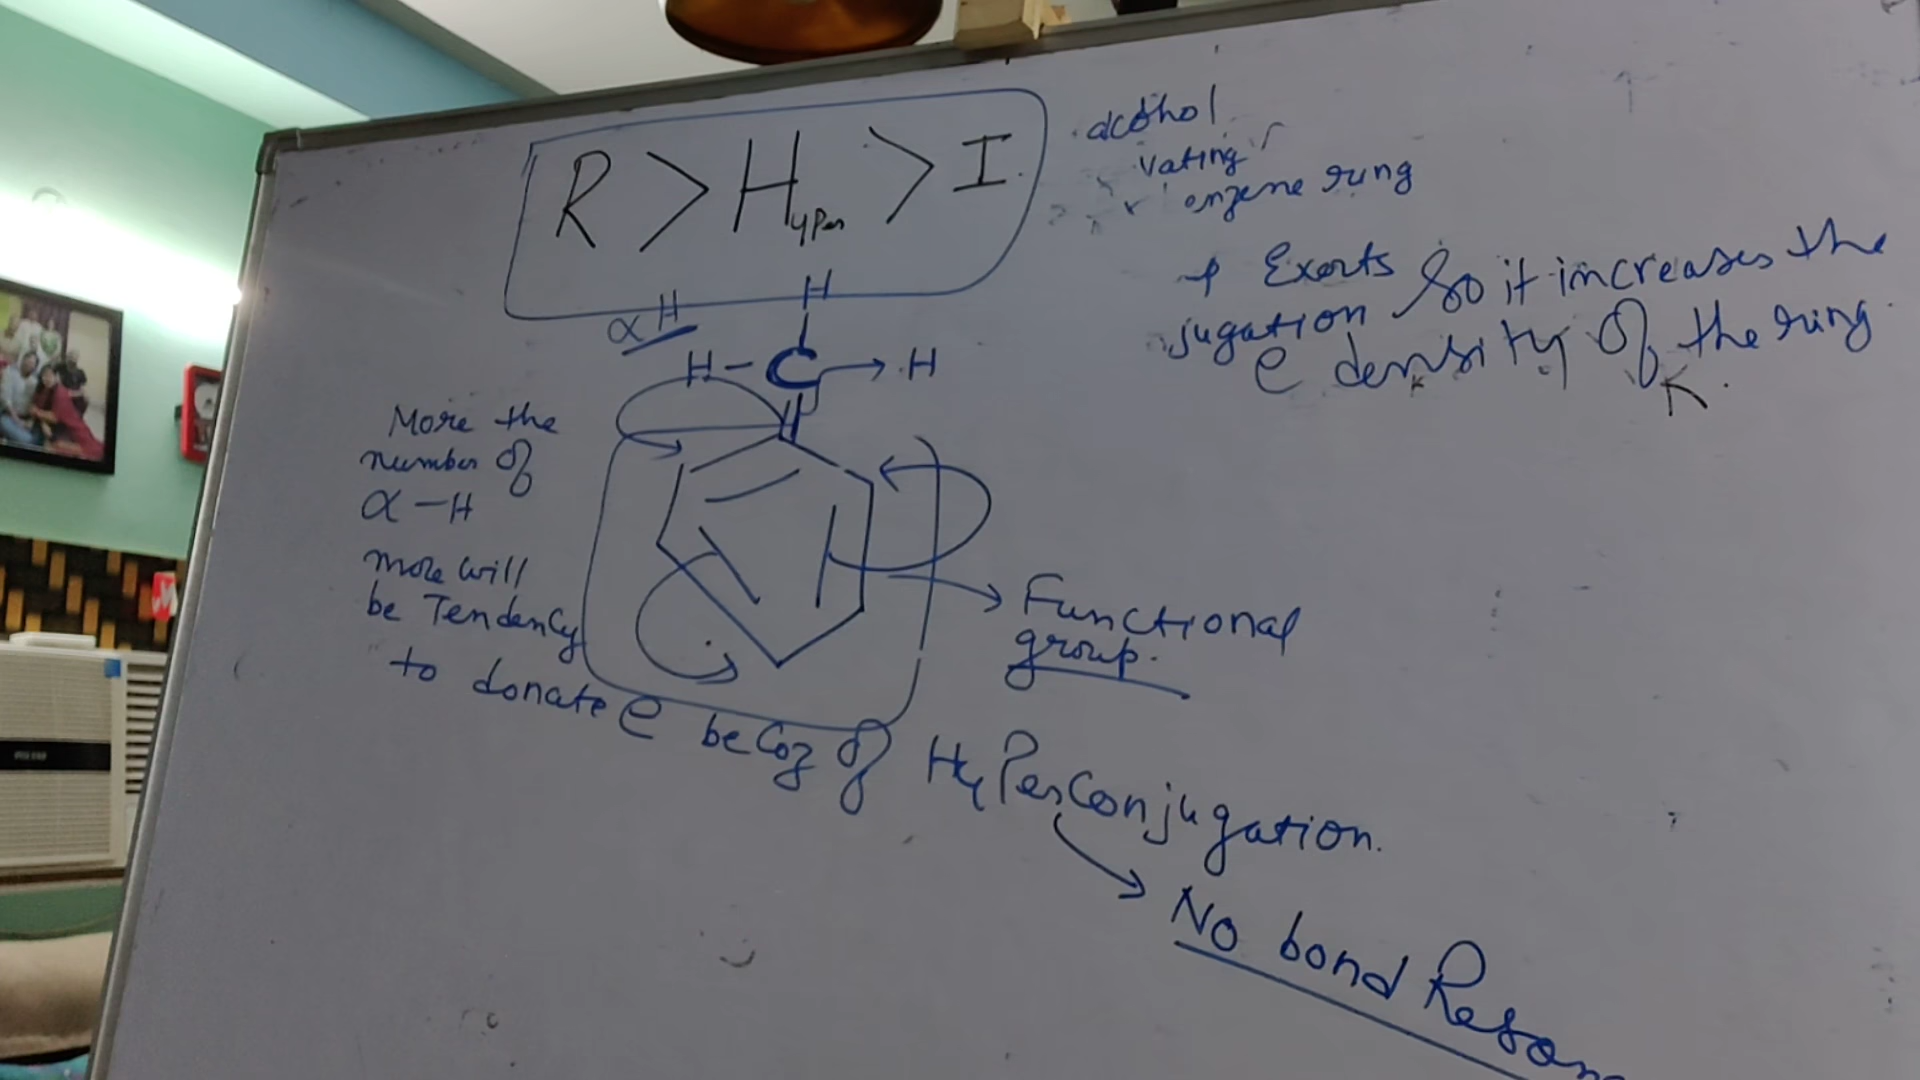 R > Hyper > I
alcohol
vating
enzene ring
+ Exerts So it increases the
jugation
e density of the ring.
αH
H
H-C→H
More the
number of
α-H
more will
be Tendency
to donate e becoz of HyPerConjugation.
Functional
group.
No bond Reson